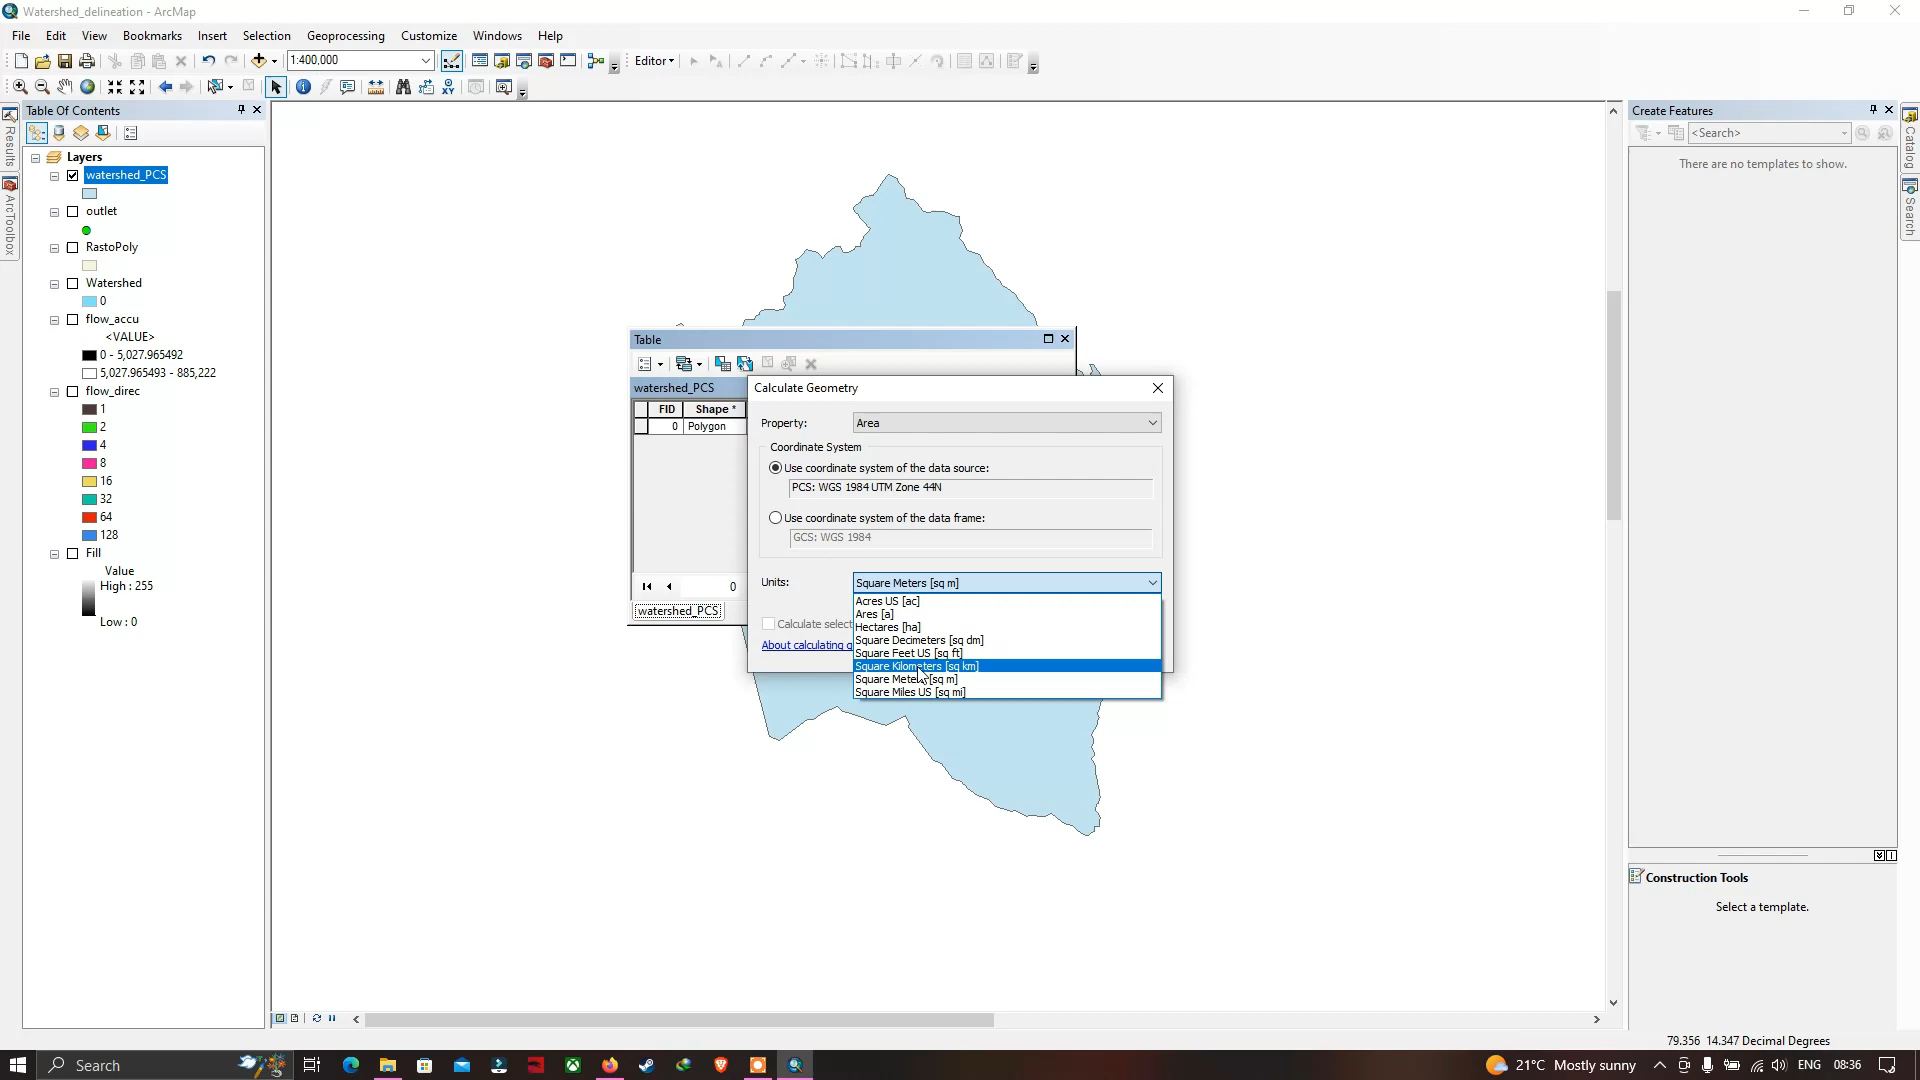 Watershed_delineation - ArcMap
File Edit View Bookmarks Insert Selection Geoprocessing Customize Windows Help
1:400,000
Editor
Table Of Contents
Results
ArcToolbox
Layers
watershed_PCS
outlet
RastoPoly
Watershed
0
flow_accu
<VALUE>
0 - 5,027.965492
5,027.965493 - 885,222
flow_direc
1
2
4
8
16
32
64
128
Fill
Value
High : 255
Low : 0
Table
watershed_PCS
FID Shape *
0 Polygon
0
watershed_PCS
Calculate Geometry
Property: Area
Coordinate System
Use coordinate system of the data source:
PCS: WGS 1984 UTM Zone 44N
Use coordinate system of the data frame:
GCS: WGS 1984
Units: Square Meters [sq m]
Acres US [ac]
Ares [a]
Hectares [ha]
Square Decimeters [sq dm]
Square Feet US [sq ft]
Square Kilometers [sq km]
Square Meters [sq m]
Square Miles US [sq mi]
Calculate select
About calculating g
Create Features
<Search>
There are no templates to show.
Catalog
Search
Construction Tools
Select a template.
79.356 14.347 Decimal Degrees
Search
21°C Mostly sunny
ENG
08:36